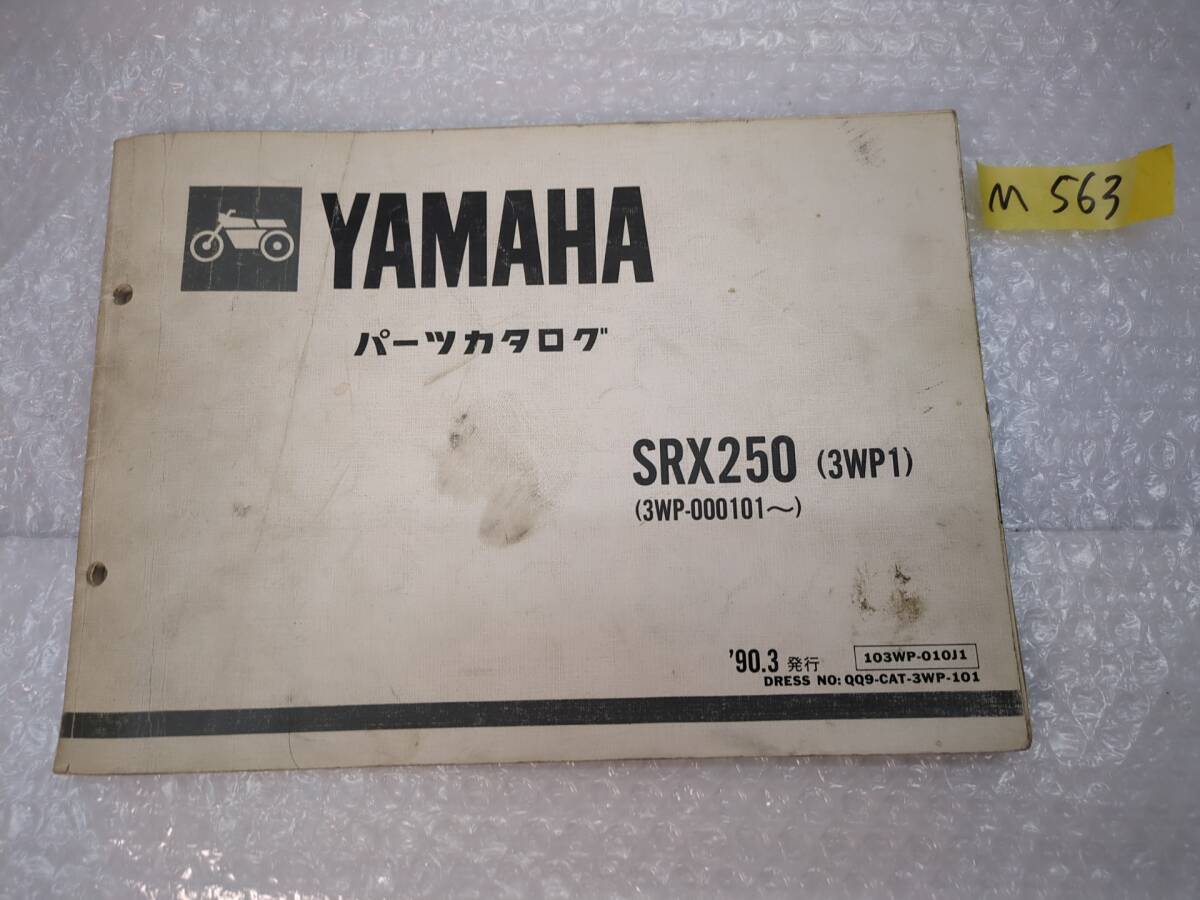 YAMAHA
パーツカタログ
SRX250 (3WP1)
(3WP-000101～)
'90.3 発行
103WP-010J1
DRESS NO: QQ9-CAT-3WP-101
M 563